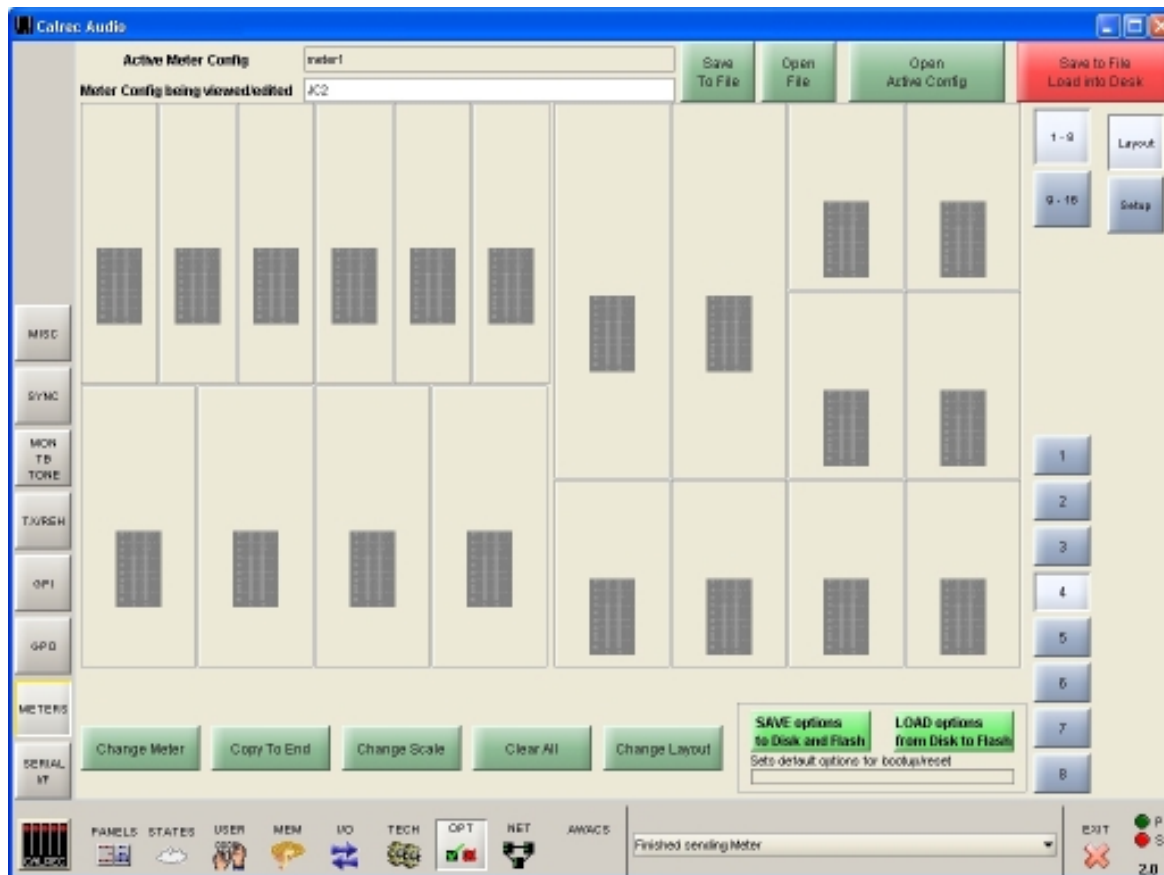 Calrec Audio
Active Meter Config meter1
Meter Config being viewed/edited JC2
Save To File
Open File
Open Active Config
Save to File Load into Desk
1 - 8
Layout
9 - 16
Setup
MISC
SYNC
MON TB TONE
TX/REH
GPI
GPO
METERS
SERIAL I/F
1
2
3
4
5
6
7
8
Change Meter
Copy To End
Change Scale
Clear All
Change Layout
SAVE options to Disk and Flash
LOAD options from Disk to Flash
Sets default options for bootup/reset
CALREC
PANELS
STATES
USER
MEM
I/O
TECH
OPT
NET
AWACS
Finished sending Meter
EXIT
P
S
2.0